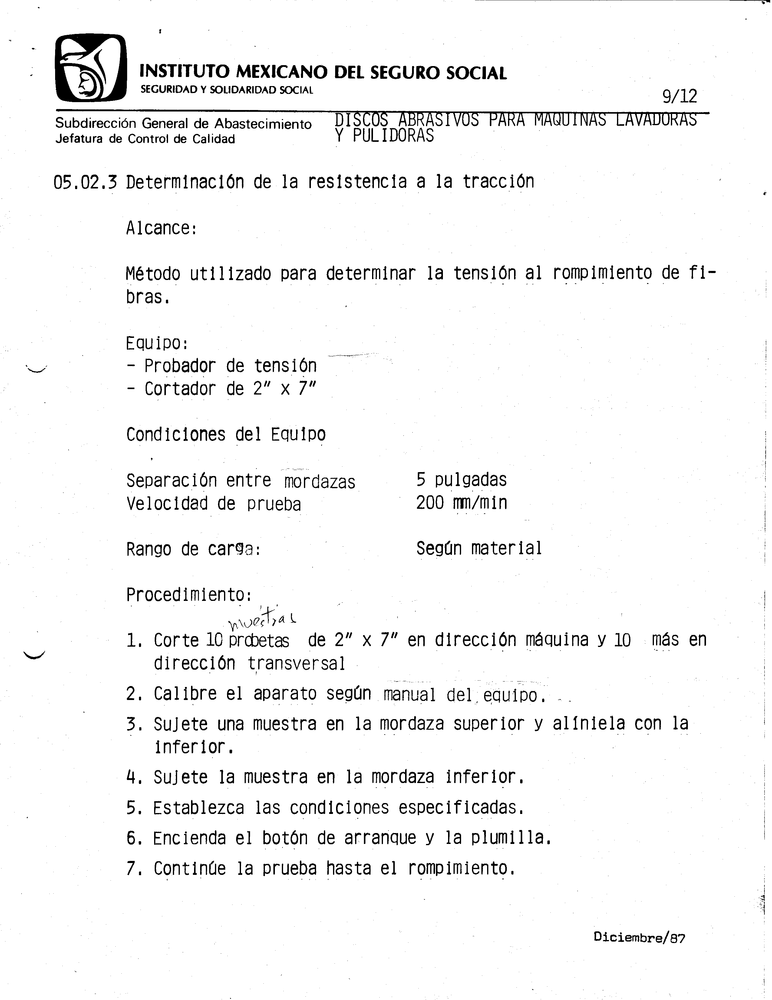 INSTITUTO MEXICANO DEL SEGURO SOCIAL
SEGURIDAD Y SOLIDARIDAD SOCIAL
9/12
Subdirección General de Abastecimiento
Jefatura de Control de Calidad
DISCOS ABRASIVOS PARA MAQUINAS LAVADORAS
Y PULIDORAS
05.02.3 Determinación de la resistencia a la tracción
Alcance:
Método utilizado para determinar la tensión al rompimiento de fi-
bras.
Equipo:
- Probador de tensión
- Cortador de 2" x 7"
Condiciones del Equipo
Separación entre mordazas 5 pulgadas
Velocidad de prueba 200 mm/min
Rango de carga: Según material
Procedimiento:
muestras
1. Corte 10 probetas de 2" x 7" en dirección máquina y 10 más en
dirección transversal
2. Calibre el aparato según manual del equipo.
3. Sujete una muestra en la mordaza superior y alíniela con la
inferior.
4. Sujete la muestra en la mordaza inferior.
5. Establezca las condiciones especificadas.
6. Encienda el botón de arranque y la plumilla.
7. Continúe la prueba hasta el rompimiento.
Diciembre/87